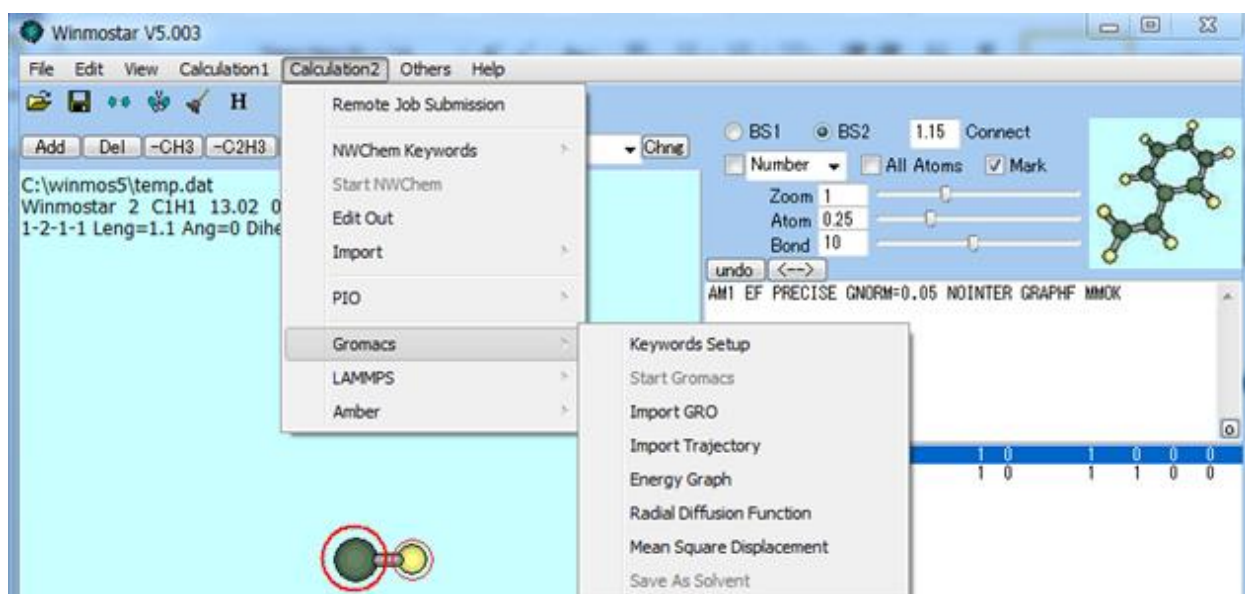 Winmostar V5.003
File Edit View Calculation1 Calculation2 Others Help
H
Add Del -CH3 -C2H3 Chng
C:\winmos5\temp.dat
Winmostar 2 C1H1 13.02 0
1-2-1-1 Leng=1.1 Ang=0 Dihe
Remote Job Submission
NWChem Keywords
Start NWChem
Edit Out
Import
PIO
Gromacs
LAMMPS
Amber
Keywords Setup
Start Gromacs
Import GRO
Import Trajectory
Energy Graph
Radial Diffusion Function
Mean Square Displacement
Save As Solvent
BS1 BS2 1.15 Connect
Number All Atoms Mark
Zoom 1
Atom 0.25
Bond 10
undo <-->
AM1 EF PRECISE GNORM=0.05 NOINTER GRAPHF MMOK
o
1 0 1 0 0 0
1 0 1 1 0 0